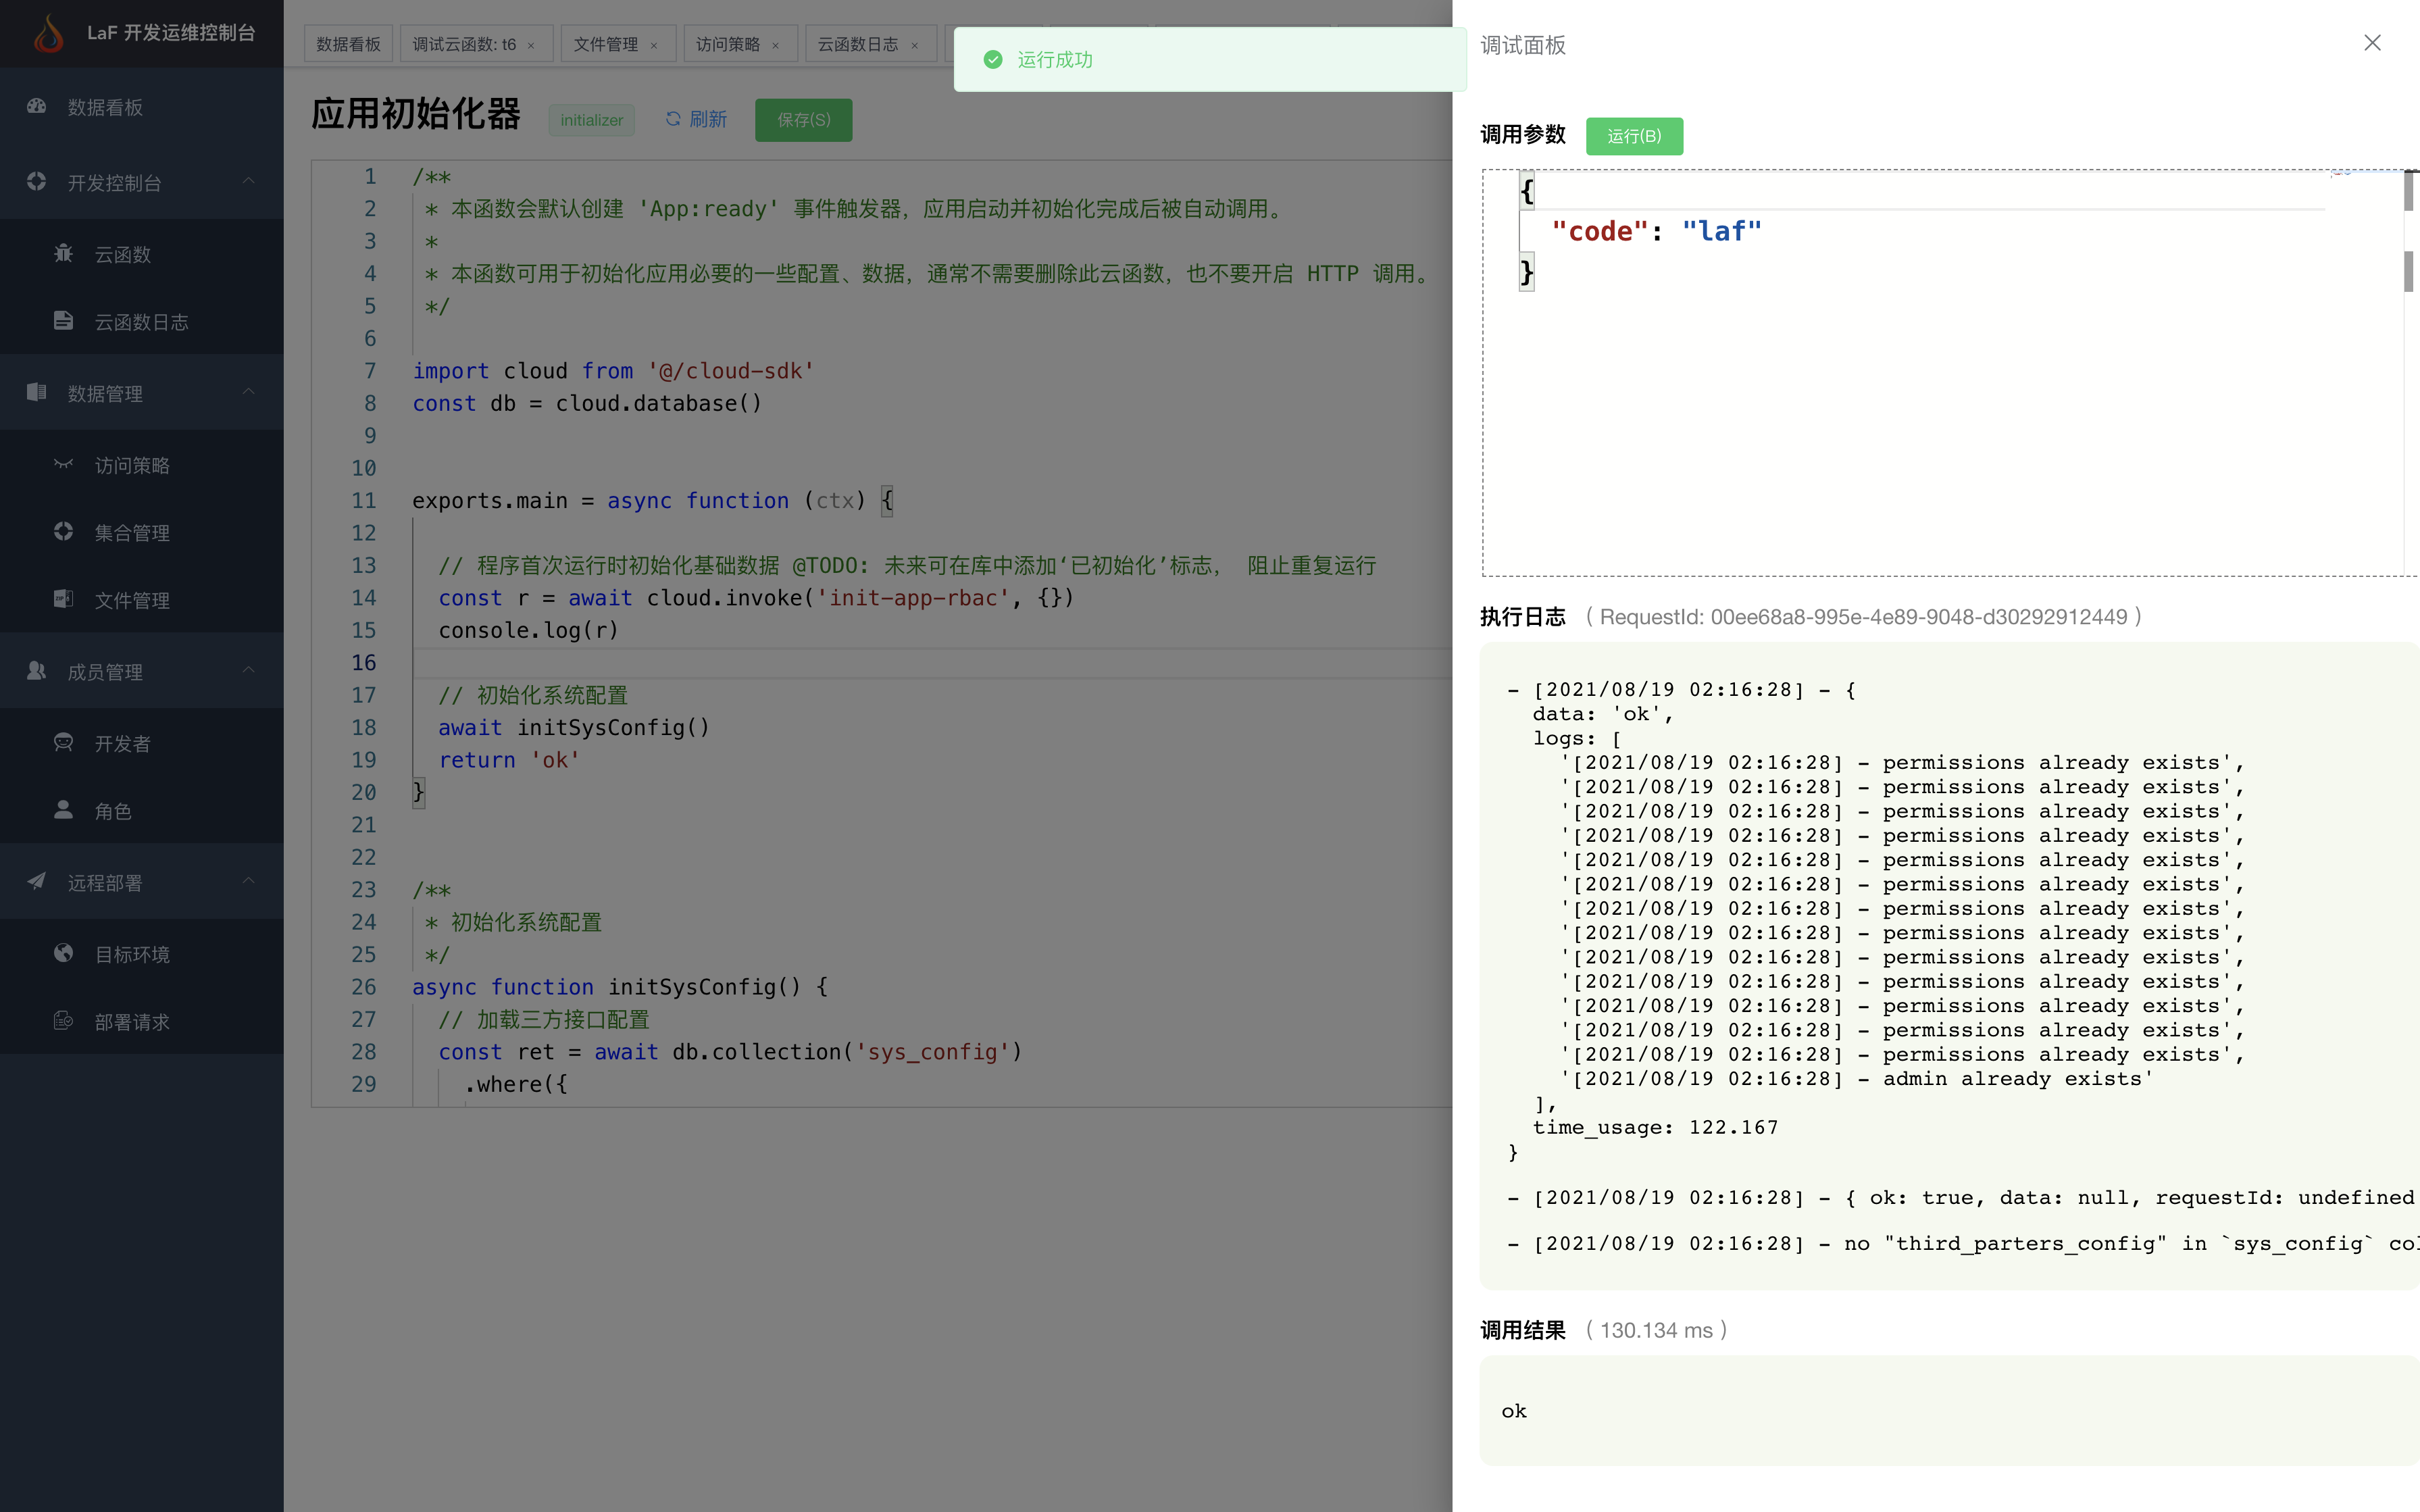 LaF 开发运维控制台
数据看板
开发控制台
云函数
云函数日志
数据管理
访问策略
集合管理
文件管理
成员管理
开发者
角色
远程部署
目标环境
部署请求
数据看板 调试云函数: t6 × 文件管理 × 访问策略 × 云函数日志 ×
运行成功
应用初始化器 initializer 刷新 保存(S)
1 /**
2 * 本函数会默认创建 'App:ready' 事件触发器，应用启动并初始化完成后被自动调用。
3 *
4 * 本函数可用于初始化应用必要的一些配置、数据，通常不需要删除此云函数，也不要开启 HTTP 调用。
5 */
6
7 import cloud from '@/cloud-sdk'
8 const db = cloud.database()
9
10
11 exports.main = async function (ctx) {
12
13 // 程序首次运行时初始化基础数据 @TODO: 未来可在库中添加‘已初始化’标志， 阻止重复运行
14 const r = await cloud.invoke('init-app-rbac', {})
15 console.log(r)
16
17 // 初始化系统配置
18 await initSysConfig()
19 return 'ok'
20 }
21
22
23 /**
24 * 初始化系统配置
25 */
26 async function initSysConfig() {
27 // 加载三方接口配置
28 const ret = await db.collection('sys_config')
29 .where({
调试面板
调用参数 运行(B)
{
"code": "laf"
}
执行日志 （ RequestId: 00ee68a8-995e-4e89-9048-d30292912449 ）
- [2021/08/19 02:16:28] - {
data: 'ok',
logs: [
'[2021/08/19 02:16:28] - permissions already exists',
'[2021/08/19 02:16:28] - permissions already exists',
'[2021/08/19 02:16:28] - permissions already exists',
'[2021/08/19 02:16:28] - permissions already exists',
'[2021/08/19 02:16:28] - permissions already exists',
'[2021/08/19 02:16:28] - permissions already exists',
'[2021/08/19 02:16:28] - permissions already exists',
'[2021/08/19 02:16:28] - permissions already exists',
'[2021/08/19 02:16:28] - permissions already exists',
'[2021/08/19 02:16:28] - permissions already exists',
'[2021/08/19 02:16:28] - permissions already exists',
'[2021/08/19 02:16:28] - permissions already exists',
'[2021/08/19 02:16:28] - permissions already exists',
'[2021/08/19 02:16:28] - admin already exists'
],
time_usage: 122.167
}
- [2021/08/19 02:16:28] - { ok: true, data: null, requestId: undefined
- [2021/08/19 02:16:28] - no "third_parters_config" in `sys_config`
调用结果 （ 130.134 ms ）
ok